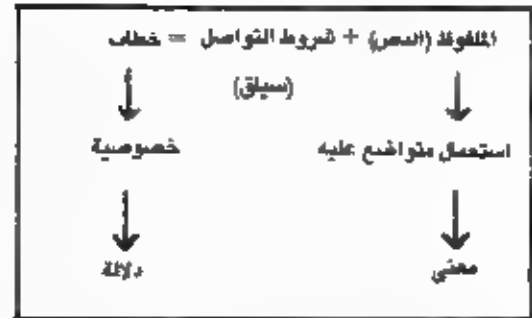 الملفوظ (النص) + شروط التواصل = خطاب
(سياق)
استعمال متواضع عليه خصوصية
معنى دلالة